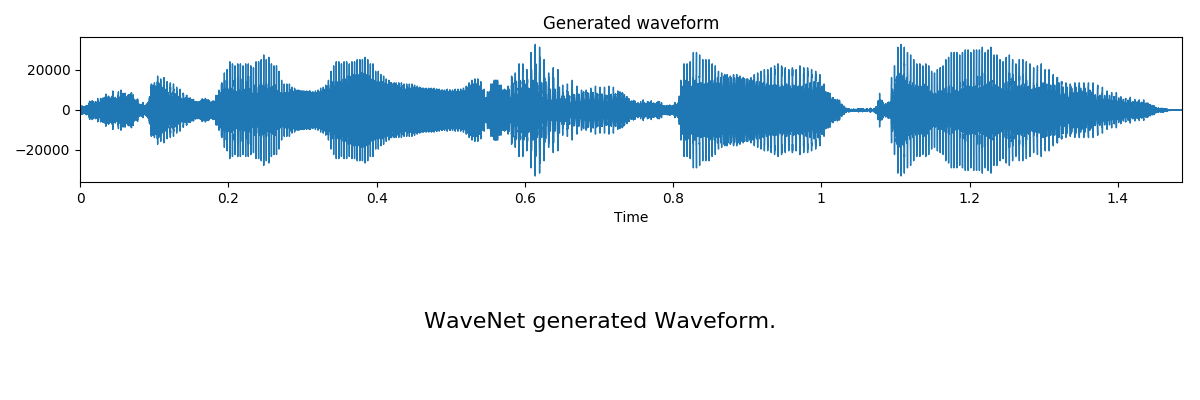 Generated waveform
20000
0
−20000
0 0.2 0.4 0.6 0.8 1 1.2 1.4
Time
WaveNet generated Waveform.